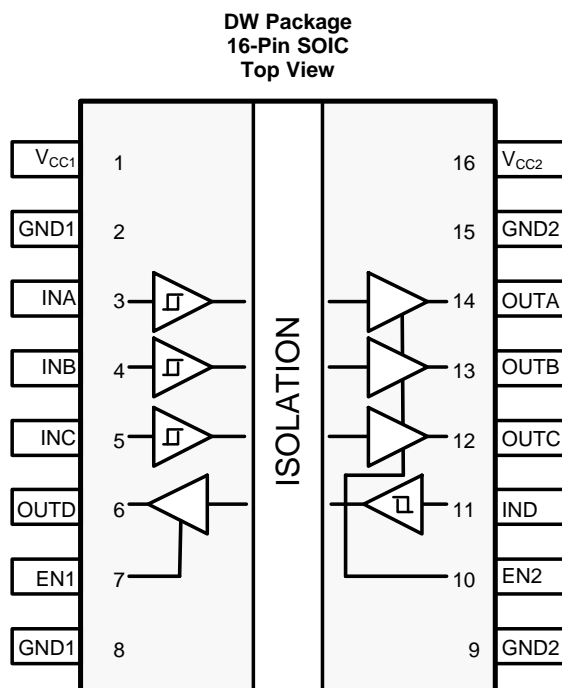 DW Package
16-Pin SOIC
Top View
VCC1 1 16 VCC2
GND1 2 15 GND2
INA 3 14 OUTA
INB 4 13 OUTB
INC 5 12 OUTC
OUTD 6 11 IND
EN1 7 10 EN2
GND1 8 9 GND2
ISOLATION